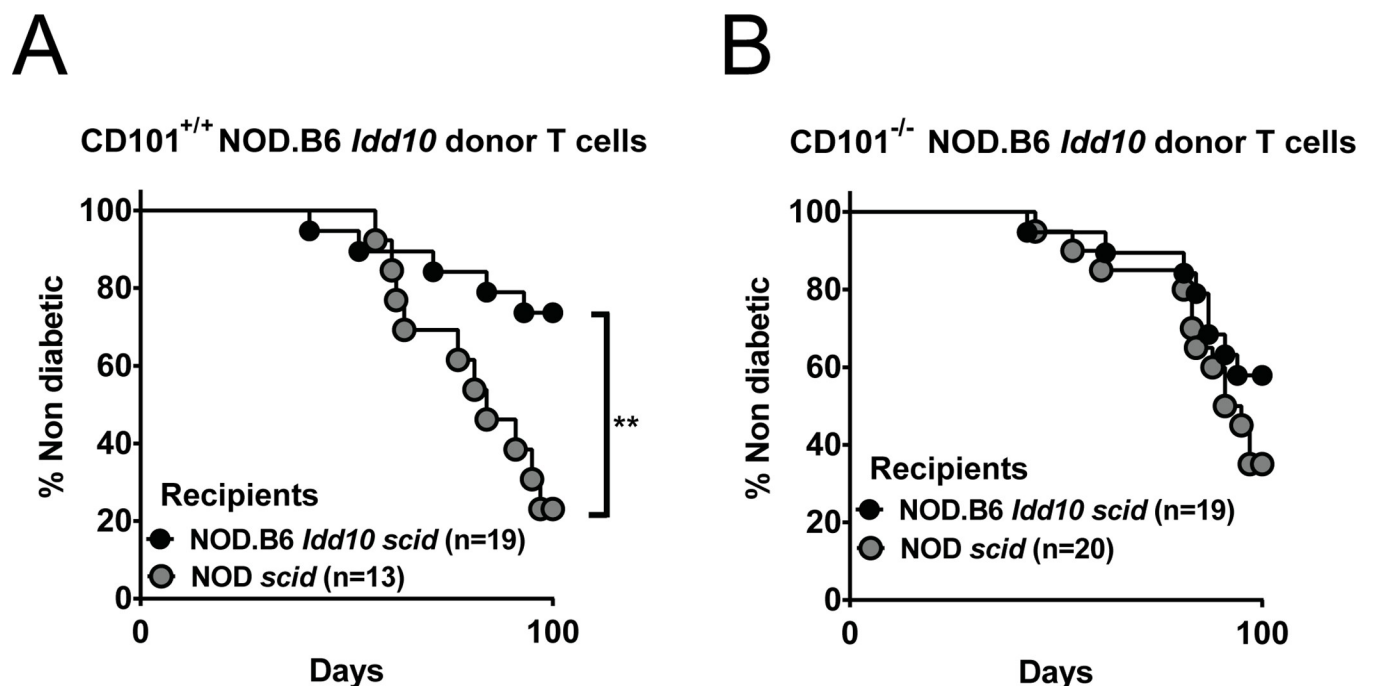 A
CD101+/+ NOD.B6 Idd10 donor T cells
% Non diabetic
100
80
60
40
20
0
**
Recipients
NOD.B6 Idd10 scid (n=19)
NOD scid (n=13)
0
100
Days
B
CD101-/- NOD.B6 Idd10 donor T cells
% Non diabetic
100
80
60
40
20
0
Recipients
NOD.B6 Idd10 scid (n=19)
NOD scid (n=20)
0
100
Days